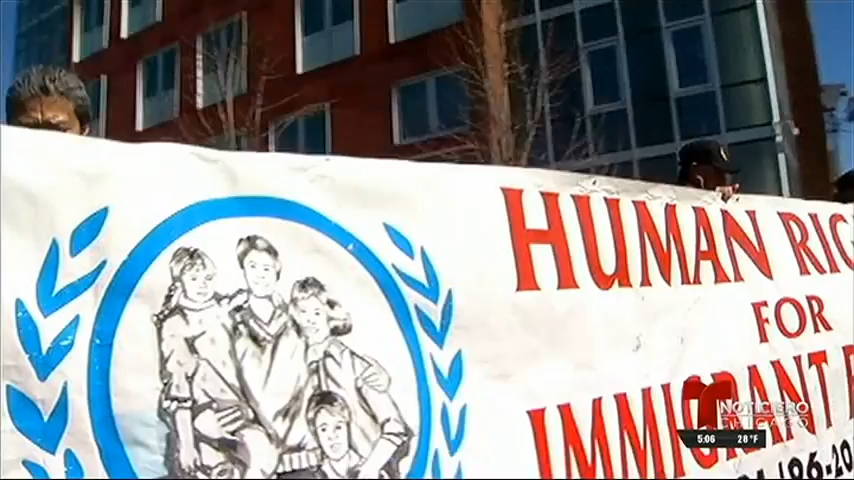 HUMAN RIG
FOR
IMMIGRANT
NOTICIERO
CHICAGO
5:06 28°F